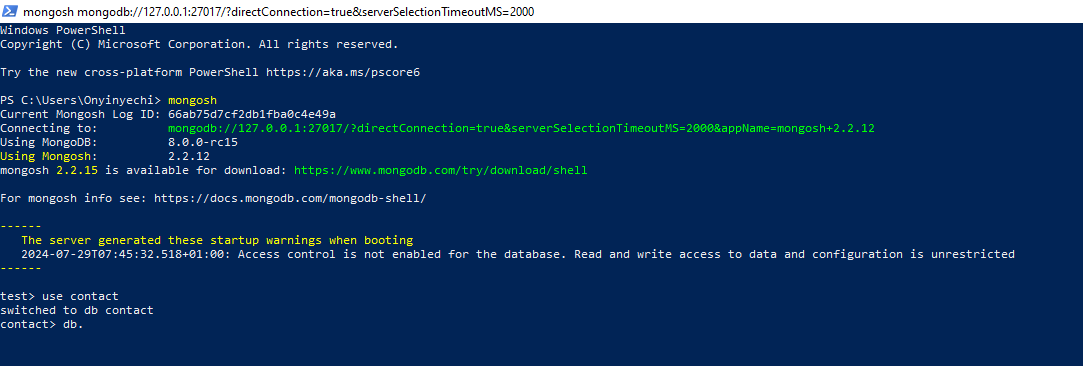 mongosh mongodb://127.0.0.1:27017/?directConnection=true&serverSelectionTimeoutMS=2000
Windows PowerShell
Copyright (C) Microsoft Corporation. All rights reserved.
Try the new cross-platform PowerShell https://aka.ms/pscore6
PS C:\Users\Onyinyechi> mongosh
Current Mongosh Log ID: 66ab75d7cf2db1fba0c4e49a
Connecting to: mongodb://127.0.0.1:27017/?directConnection=true&serverSelectionTimeoutMS=2000&appName=mongosh+2.2.12
Using MongoDB: 8.0.0-rc15
Using Mongosh: 2.2.12
mongosh 2.2.15 is available for download: https://www.mongodb.com/try/download/shell
For mongosh info see: https://docs.mongodb.com/mongodb-shell/
------
The server generated these startup warnings when booting
2024-07-29T07:45:32.518+01:00: Access control is not enabled for the database. Read and write access to data and configuration is unrestricted
------
test> use contact
switched to db contact
contact> db.